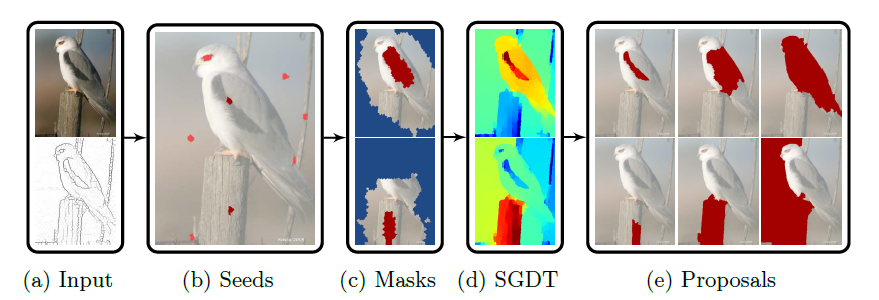 (a) Input
(b) Seeds
(c) Masks
(d) SGDT
(e) Proposals